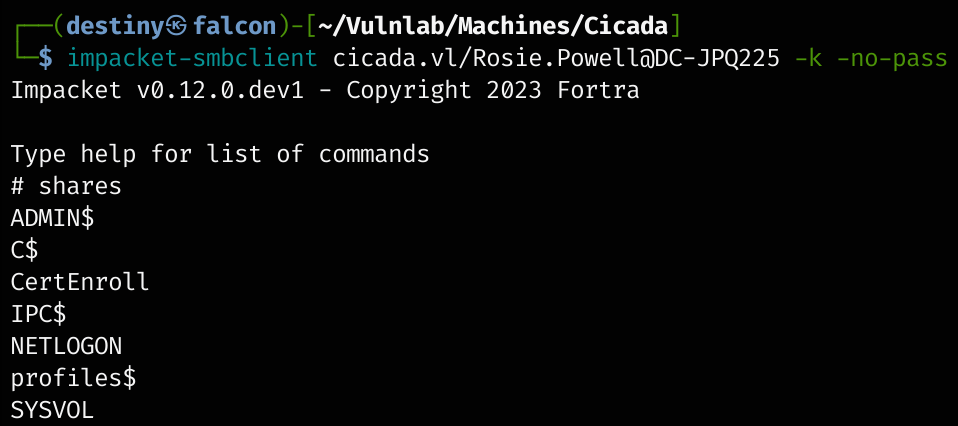 ┌──(destiny㉿falcon)-[~/Vulnlab/Machines/Cicada]
└─$ impacket-smbclient cicada.vl/Rosie.Powell@DC-JPQ225 -k -no-pass
Impacket v0.12.0.dev1 - Copyright 2023 Fortra
Type help for list of commands
# shares
ADMIN$
C$
CertEnroll
IPC$
NETLOGON
profiles$
SYSVOL